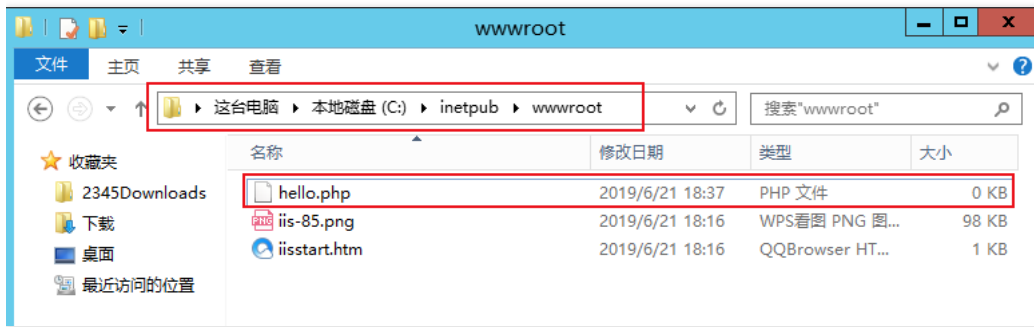 wwwroot
文件 主页 共享 查看
这台电脑 本地磁盘 (C:) inetpub wwwroot 搜索"wwwroot"
名称 修改日期 类型 大小
收藏夹
2345Downloads
下载
桌面
最近访问的位置
hello.php 2019/6/21 18:37 PHP 文件 0 KB
iis-85.png 2019/6/21 18:16 WPS看图 PNG 图... 98 KB
iisstart.htm 2019/6/21 18:16 QQBrowser HT... 1 KB